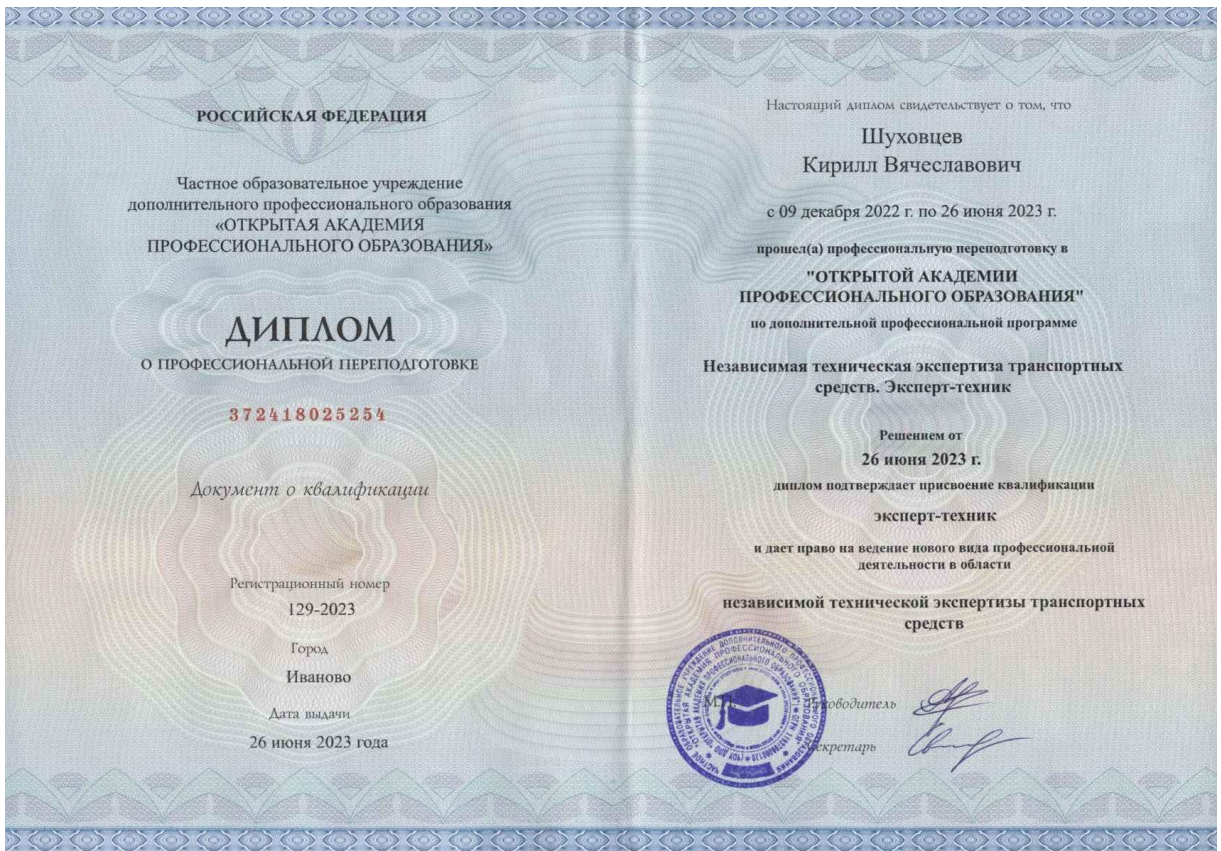 РОССИЙСКАЯ ФЕДЕРАЦИЯ
Частное образовательное учреждение
дополнительного профессионального образования
«ОТКРЫТАЯ АКАДЕМИЯ
ПРОФЕССИОНАЛЬНОГО ОБРАЗОВАНИЯ»
ДИПЛОМ
О ПРОФЕССИОНАЛЬНОЙ ПЕРЕПОДГОТОВКЕ
372418025254
Документ о квалификации
Регистрационный номер
129-2023
Город
Иваново
Дата выдачи
26 июня 2023 года
Настоящий диплом свидетельствует о том, что
Шуховцев
Кирилл Вячеславович
с 09 декабря 2022 г. по 26 июня 2023 г.
прошел(а) профессиональную переподготовку в
"ОТКРЫТОЙ АКАДЕМИИ
ПРОФЕССИОНАЛЬНОГО ОБРАЗОВАНИЯ"
по дополнительной профессиональной программе
Независимая техническая экспертиза транспортных
средств. Эксперт-техник
Решением от
26 июня 2023 г.
диплом подтверждает присвоение квалификации
эксперт-техник
и дает право на ведение нового вида профессиональной
деятельности в области
независимой технической экспертизы транспортных
средств
М.П.
Руководитель
Секретарь